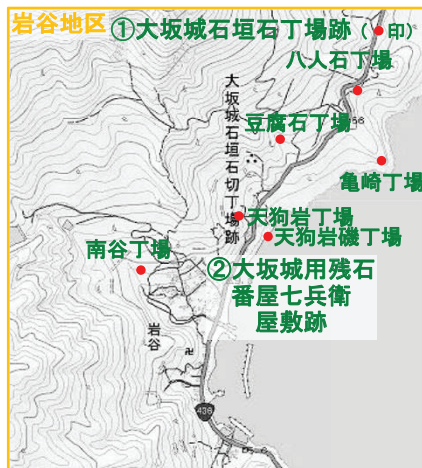 岩谷地区
①大坂城石垣石丁場跡（●印）
八人石丁場
豆腐石丁場
大坂城石垣石切丁場跡
亀崎丁場
天狗岩丁場
天狗岩磯丁場
南谷丁場
②大坂城用残石
番屋七兵衛
屋敷跡
岩谷
卍
436